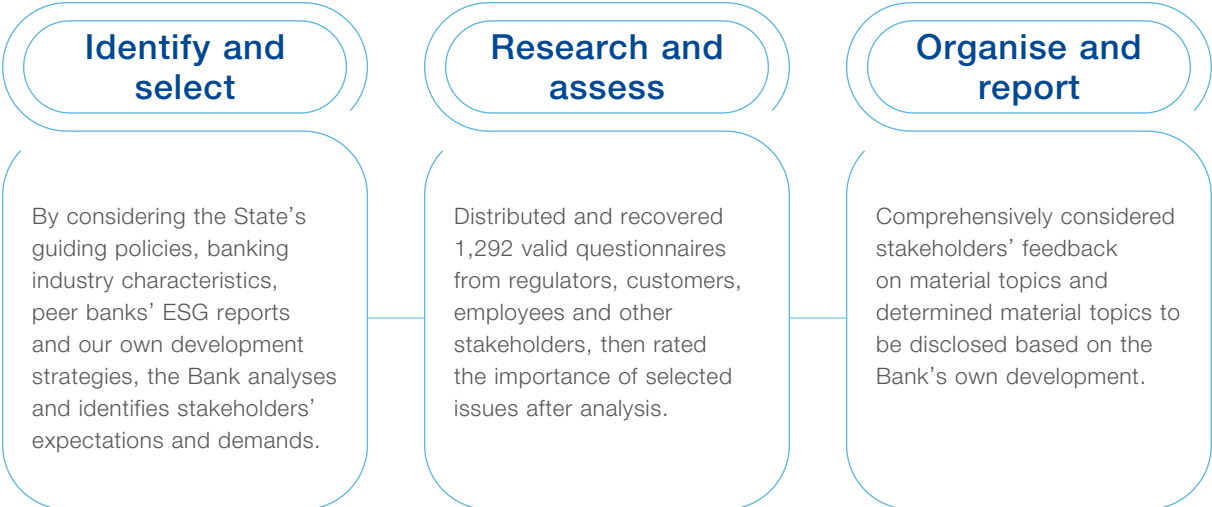 Identify and
select
By considering the State's
guiding policies, banking
industry characteristics,
peer banks' ESG reports
and our own development
strategies, the Bank analyses
and identifies stakeholders'
expectations and demands.
Research and
assess
Distributed and recovered
1,292 valid questionnaires
from regulators, customers,
employees and other
stakeholders, then rated
the importance of selected
issues after analysis.
Organise and
report
Comprehensively considered
stakeholders' feedback
on material topics and
determined material topics to
be disclosed based on the
Bank's own development.